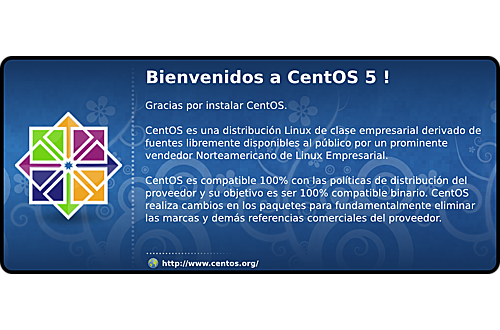 Bienvenidos a CentOS 5 !
Gracias por instalar CentOS.
CentOS es una distribución Linux de clase empresarial derivado de
fuentes libremente disponibles al público por un prominente
vendedor Norteamericano de Linux Empresarial.
CentOS es compatible 100% con las políticas de distribución del
proveedor y su objetivo es ser 100% compatible binario. CentOS
realiza cambios en los paquetes para fundamentalmente eliminar
las marcas y demás referencias comerciales del proveedor.
http://www.centos.org/